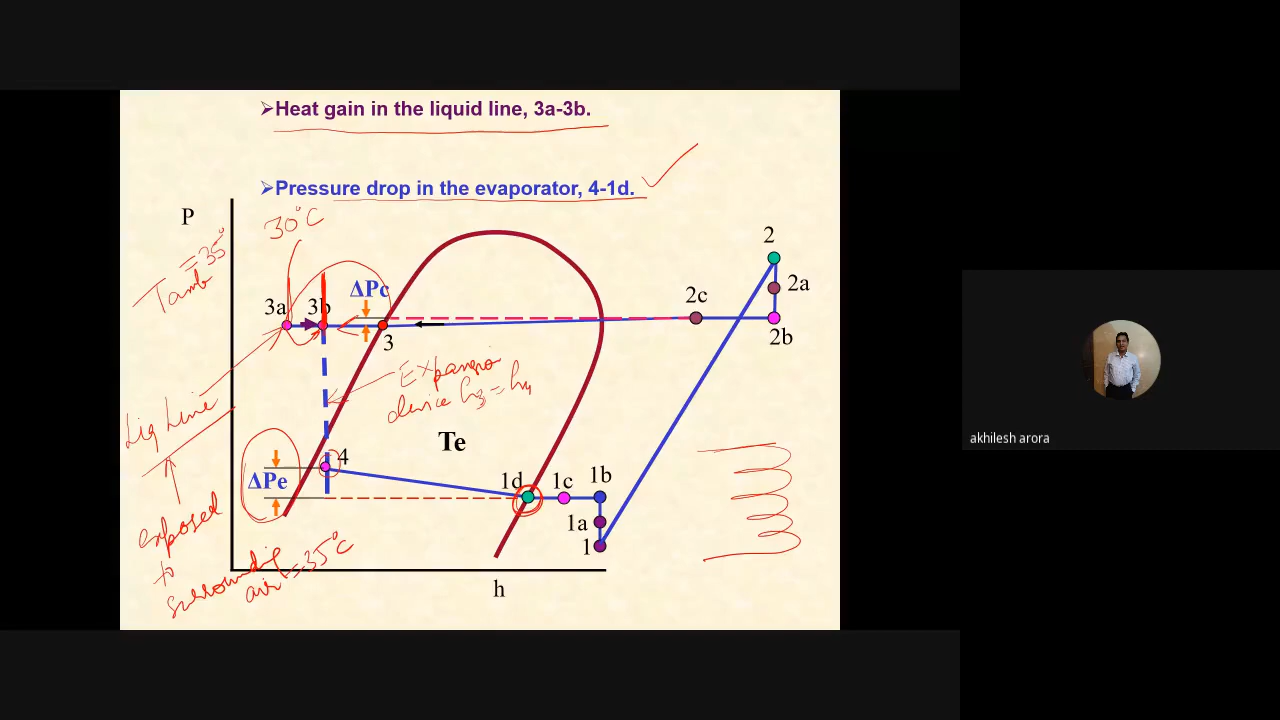 ➢Heat gain in the liquid line, 3a-3b.
➢Pressure drop in the evaporator, 4-1d.
P
30°C
Tamb = 35°
2
2a
2b
2c
3a
3b
ΔPc
3
Expansio
device h3 = h4
Liq Line
Te
4
ΔPe
1d
1c
1b
1a
1
exposed
to
surrounding
air = 35°C
h
akhilesh arora